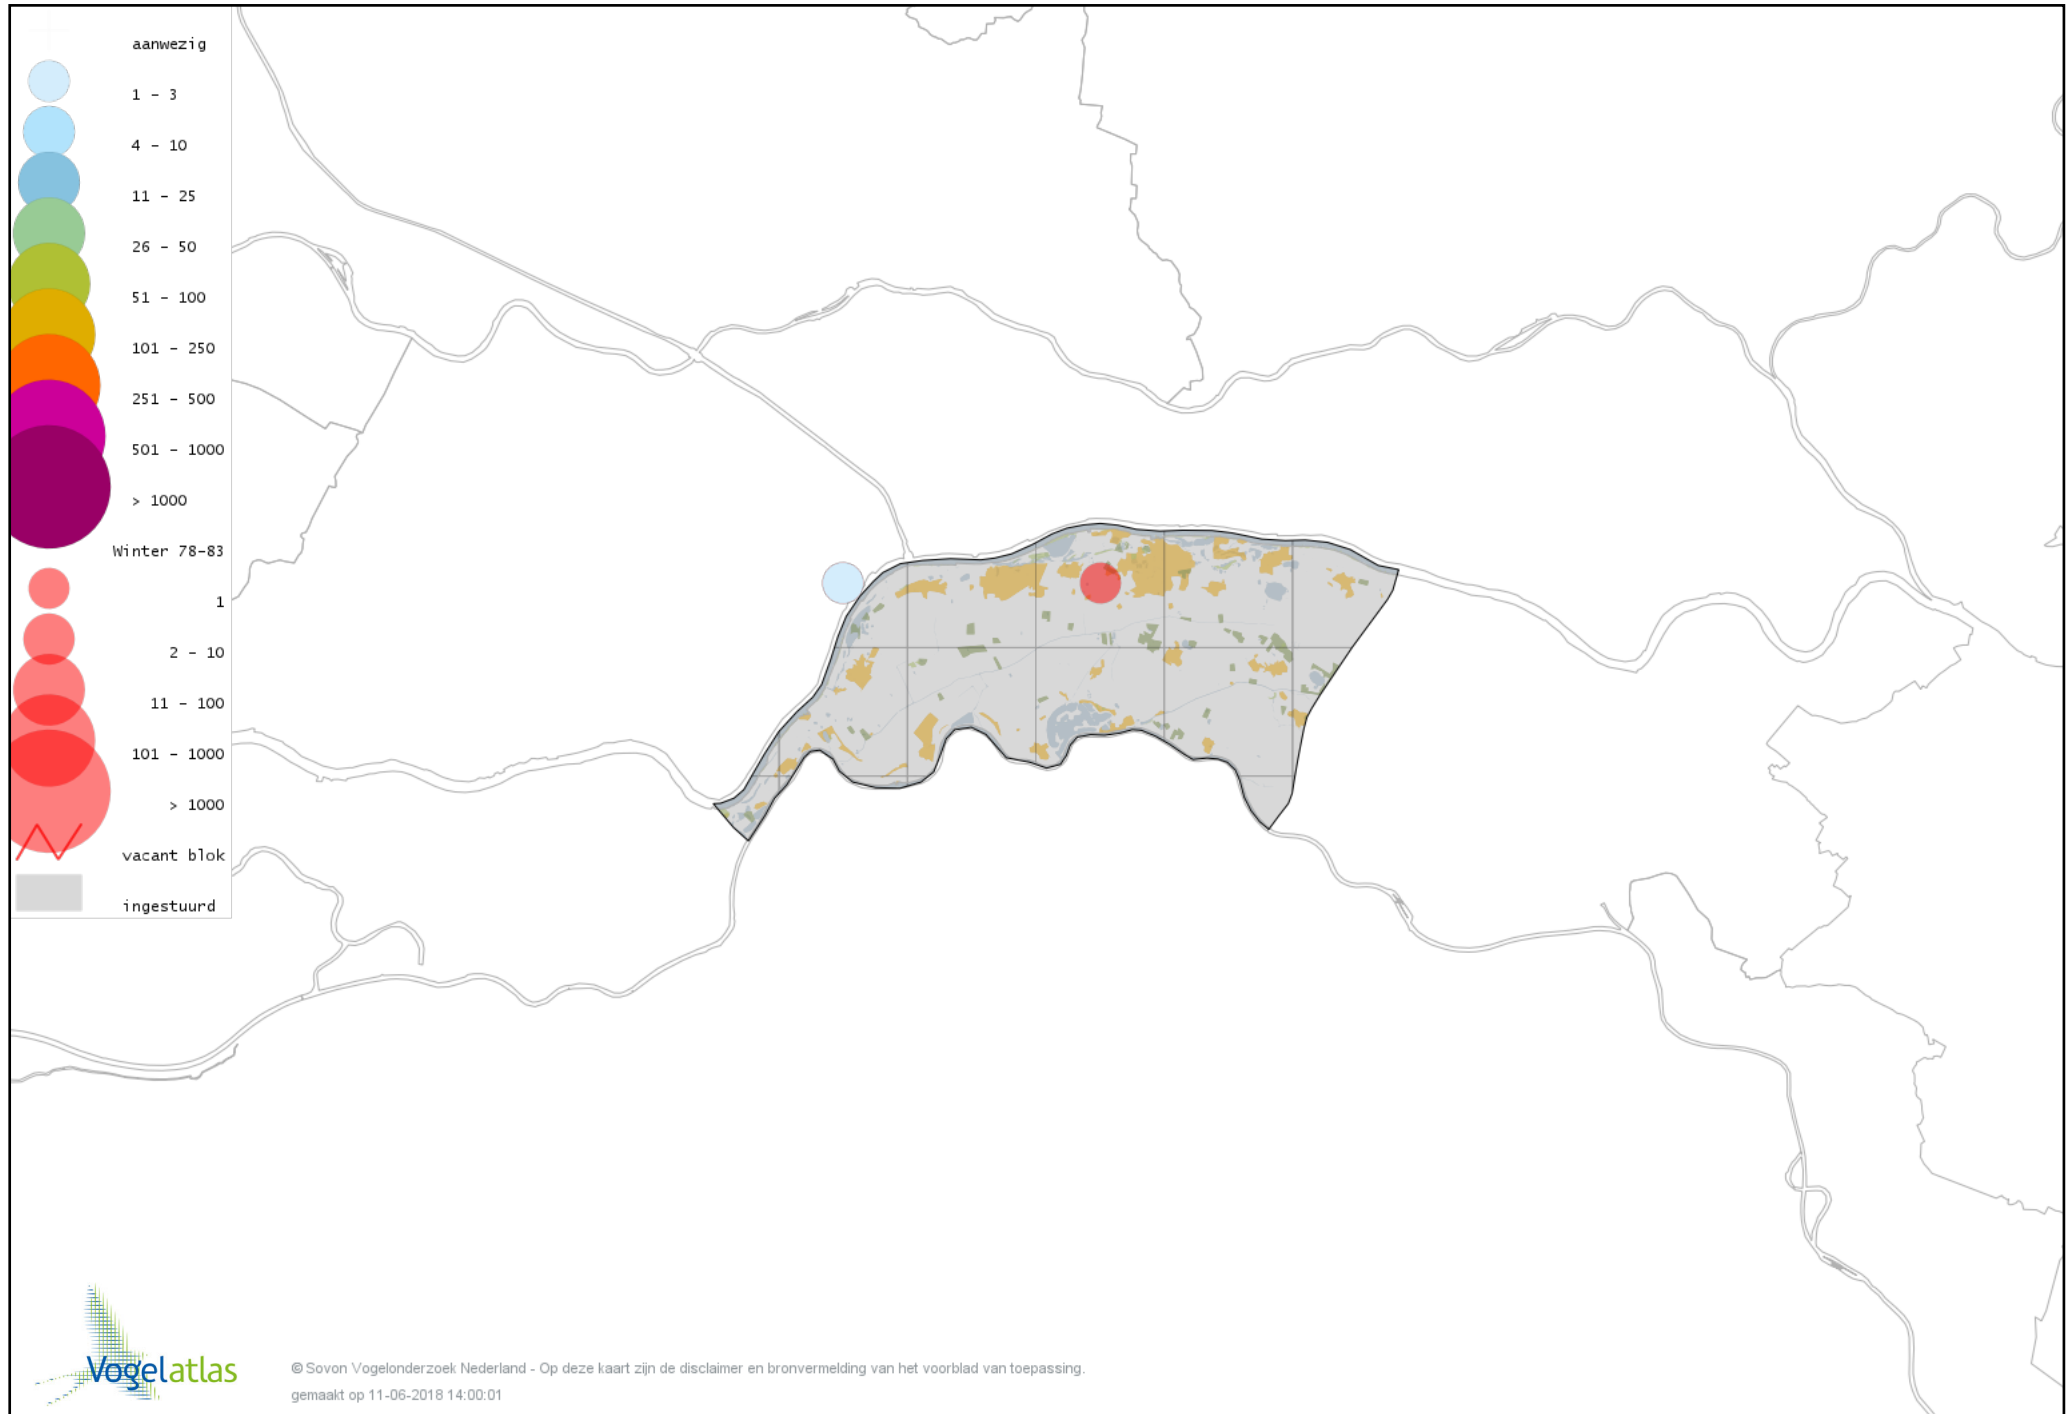 aanwezig
1 - 3
4 - 10
11 - 25
26 - 50
51 - 100
101 - 250
251 - 500
501 - 1000
> 1000
Winter 78-83
1
2 - 10
11 - 100
101 - 1000
> 1000
vacant blok
ingestuurd
Vogelatlas
© Sovon Vogelonderzoek Nederland - Op deze kaart zijn de disclaimer en bronvermelding van het voorblad van toepassing.
gemaakt op 11-06-2018 14:00:01